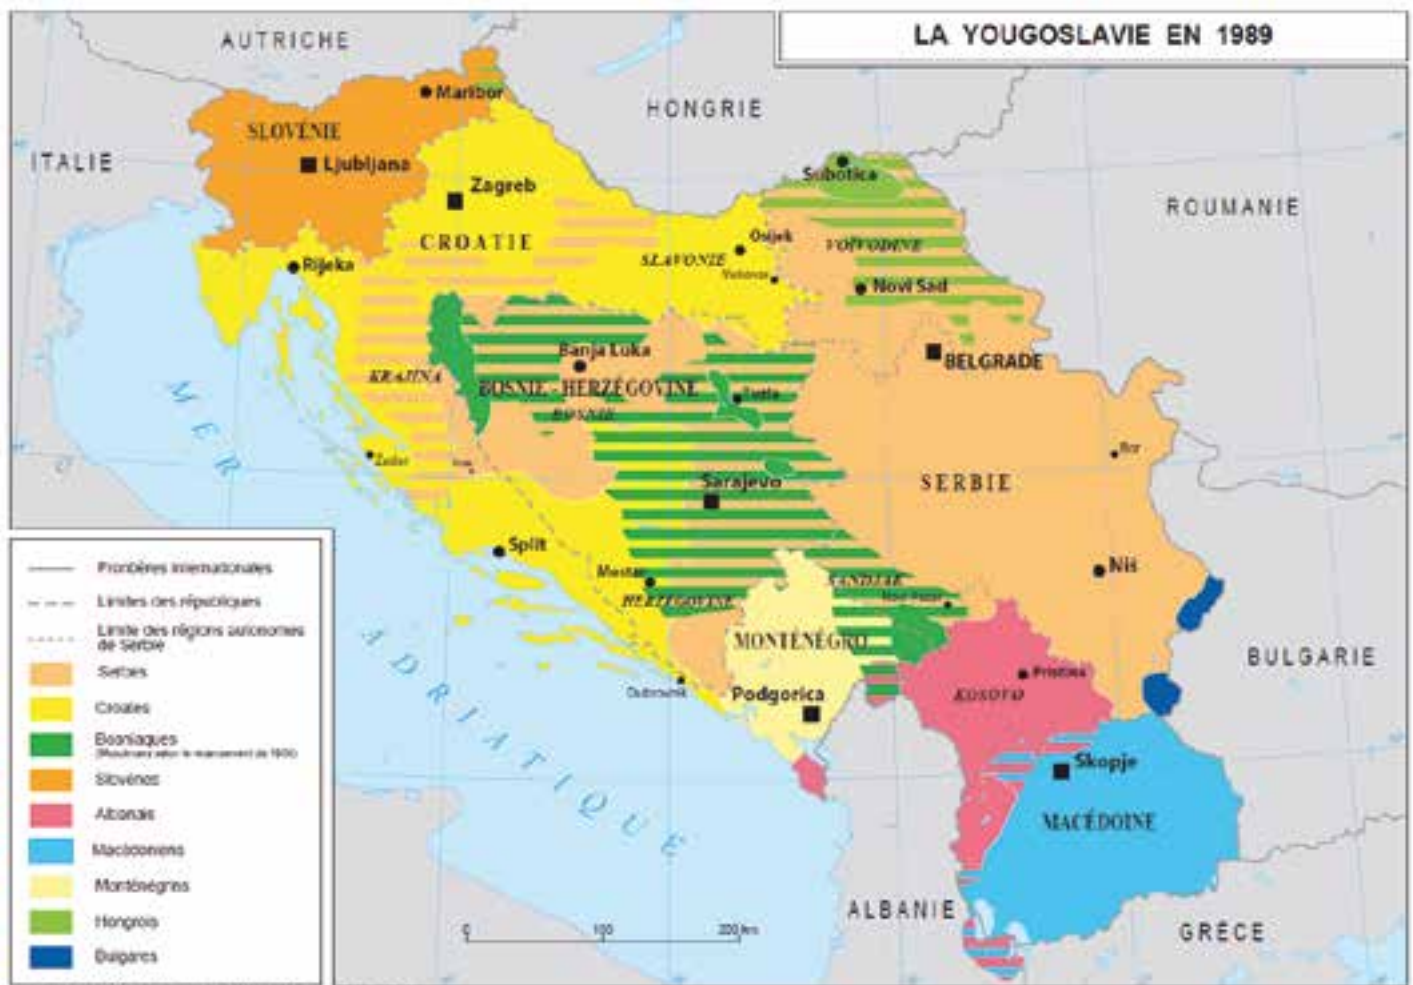 LA YOUGOSLAVIE EN 1989
AUTRICHE
HONGRIE
ITALIE
ROUMANIE
BULGARIE
ALBANIE
GRÈCE
MER ADRIATIQUE
SLOVÉNIE
Maribor
Ljubljana
Zagreb
CROATIE
Rijeka
SLAVONIE
Osijek
Subotica
VOÏVODINE
Novi Sad
BELGRADE
KRAJINA
Banja Luka
BOSNIE - HERZÉGOVINE
BOSNIE
Tuzla
Zadar
Sarajevo
SERBIE
Split
Mostar
HERZÉGOVINE
SANDJAK
Novi Pazar
Niš
MONTÉNÉGRO
Dubrovnik
Podgorica
KOSOVO
Pristina
Skopje
MACÉDOINE
0 100 200 km
Frontières internationales
Limites des républiques
Limite des régions autonomes
de Serbie
Serbes
Croates
Bosniaques
Slovènes
Albanais
Macédoniens
Monténégrins
Hongrois
Bulgares